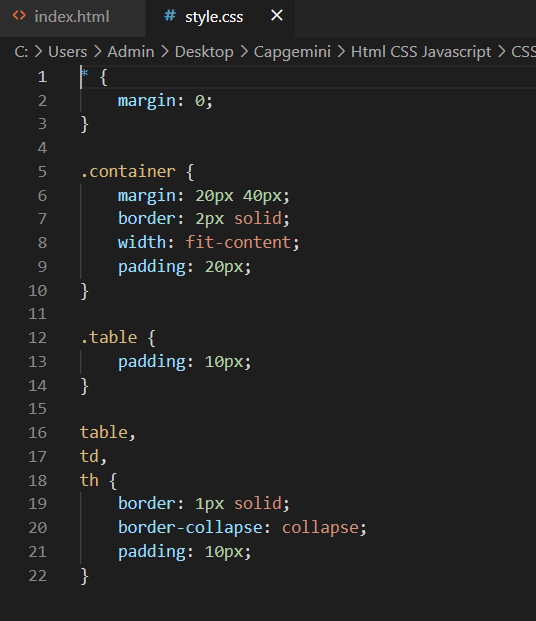 <> index.html # style.css ×
C: > Users > Admin > Desktop > Capgemini > Html CSS Javascript > CSS
1 * {
2     margin: 0;
3 }
4
5 .container {
6     margin: 20px 40px;
7     border: 2px solid;
8     width: fit-content;
9     padding: 20px;
10 }
11
12 .table {
13     padding: 10px;
14 }
15
16 table,
17 td,
18 th {
19     border: 1px solid;
20     border-collapse: collapse;
21     padding: 10px;
22 }